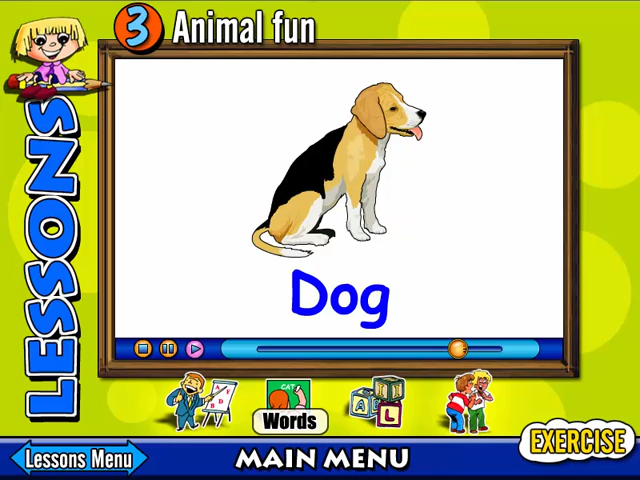 3 Animal fun
LESSONS
Dog
CAT
Words
Lessons Menu
MAIN MENU
EXERCISE